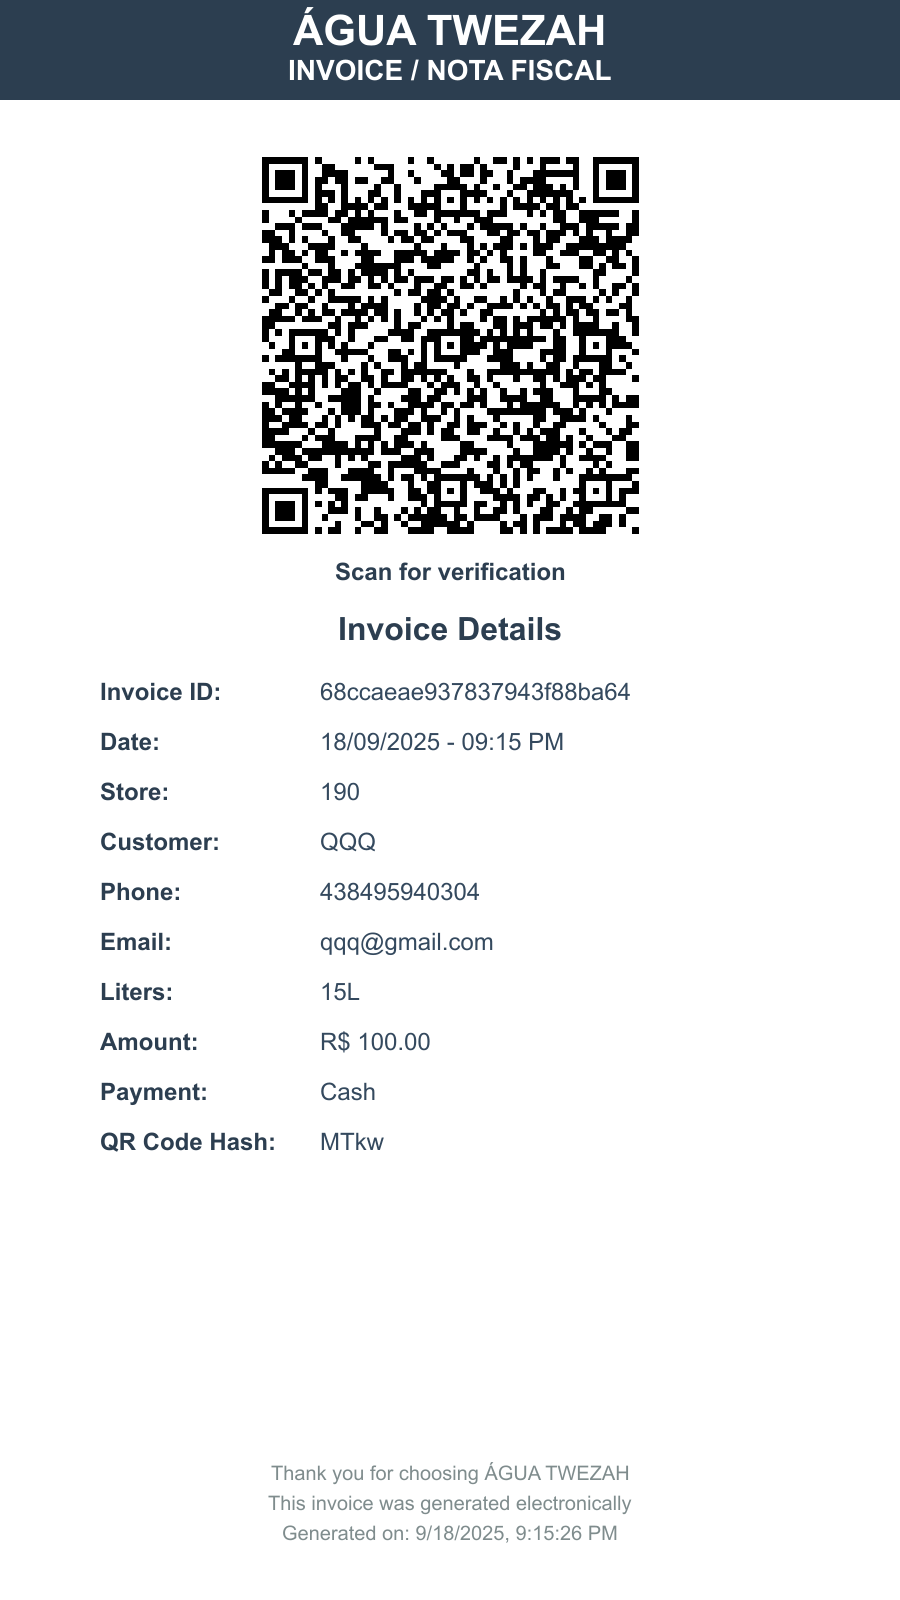 ÁGUA TWEZAH
INVOICE / NOTA FISCAL
Scan for verification
Invoice Details
Invoice ID: 68ccaeae937837943f88ba64
Date: 18/09/2025 - 09:15 PM
Store: 190
Customer: QQQ
Phone: 438495940304
Email: qqq@gmail.com
Liters: 15L
Amount: R$ 100.00
Payment: Cash
QR Code Hash: MTkw
Thank you for choosing ÁGUA TWEZAH
This invoice was generated electronically
Generated on: 9/18/2025, 9:15:26 PM